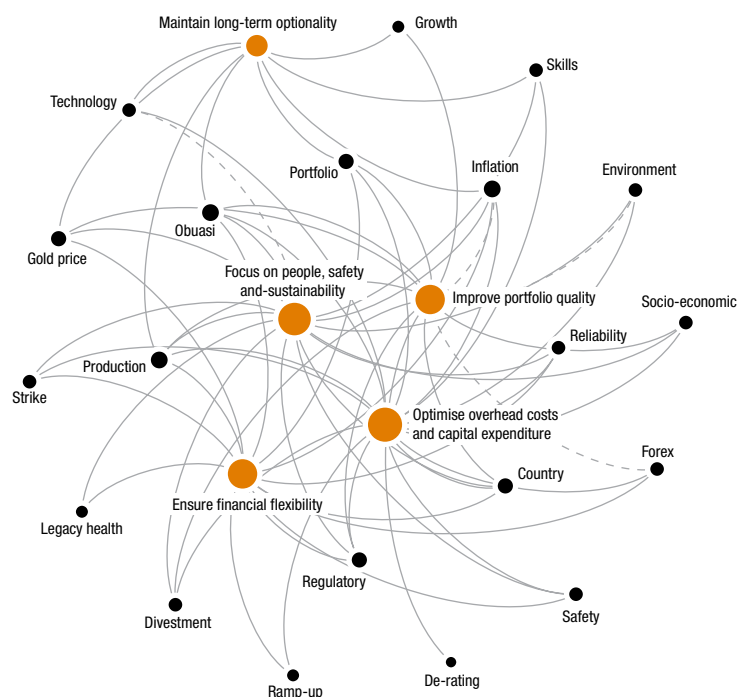 Maintain long-term optionality
Growth
Skills
Technology
Portfolio
Inflation
Environment
Obuasi
Gold price
Focus on people, safety
and-sustainability
Improve portfolio quality
Socio-economic
Reliability
Production
Strike
Optimise overhead costs
and capital expenditure
Forex
Country
Ensure financial flexibility
Legacy health
Regulatory
Safety
Divestment
De-rating
Ramp-up